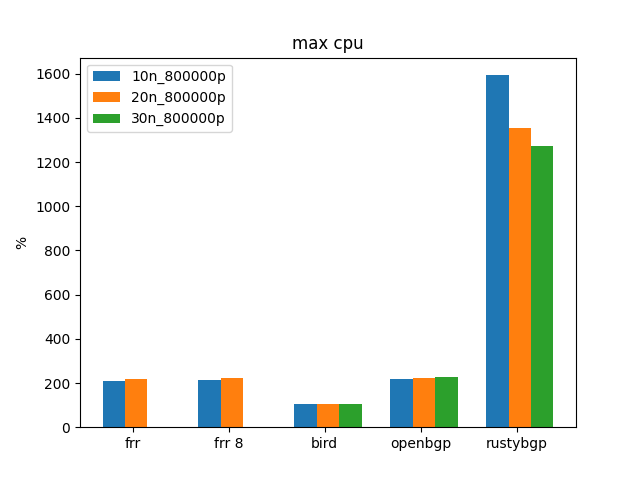 max cpu
10n_800000p
20n_800000p
30n_800000p
1600
1400
1200
1000
800
600
400
200
0
%
frr
frr 8
bird
openbgp
rustybgp